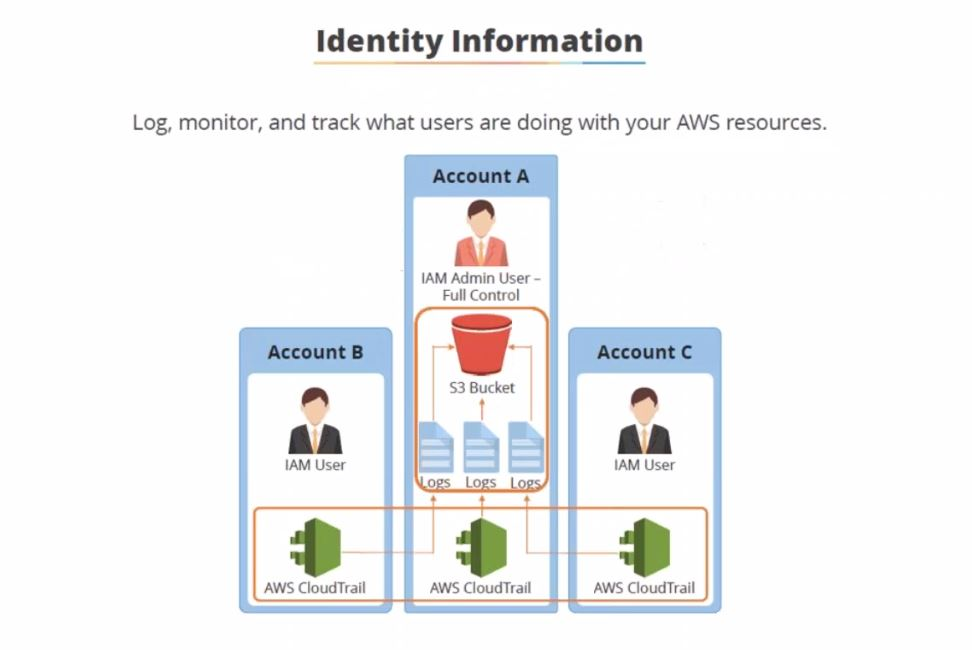 Identity Information
Log, monitor, and track what users are doing with your AWS resources.
Account A
IAM Admin User –
Full Control
S3 Bucket
Logs Logs Logs
Account B
IAM User
AWS CloudTrail
AWS CloudTrail
Account C
IAM User
AWS CloudTrail